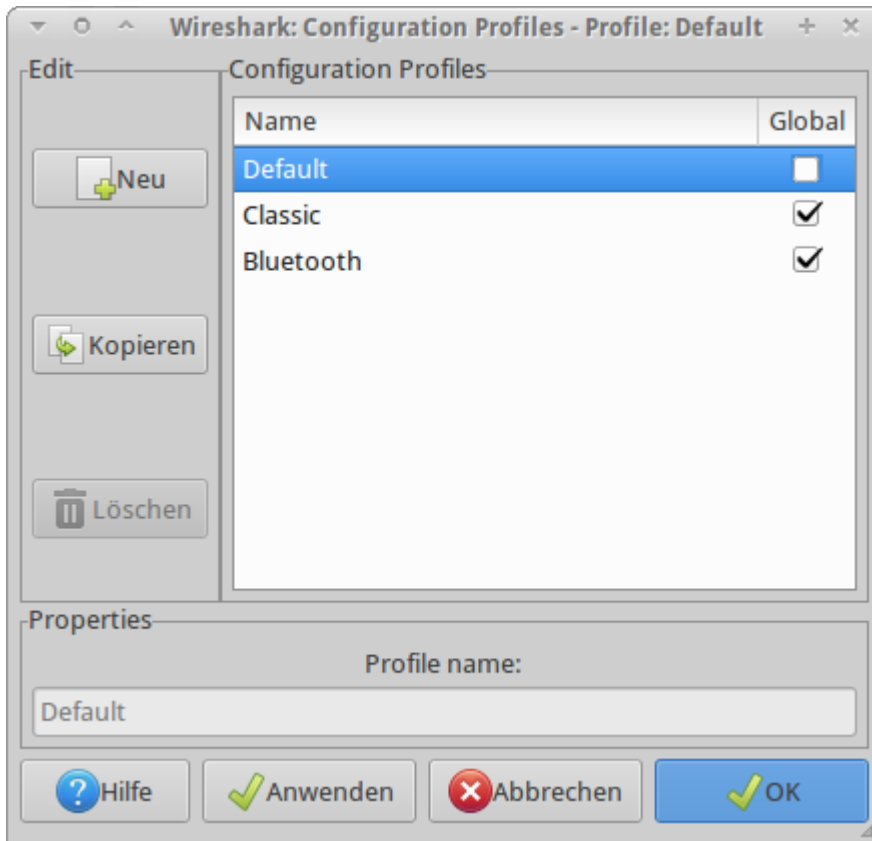 Wireshark: Configuration Profiles - Profile: Default
Edit
Configuration Profiles
Name Global
Neu
Default
Classic
Bluetooth
Kopieren
Löschen
Properties
Profile name:
Default
Hilfe Anwenden Abbrechen OK